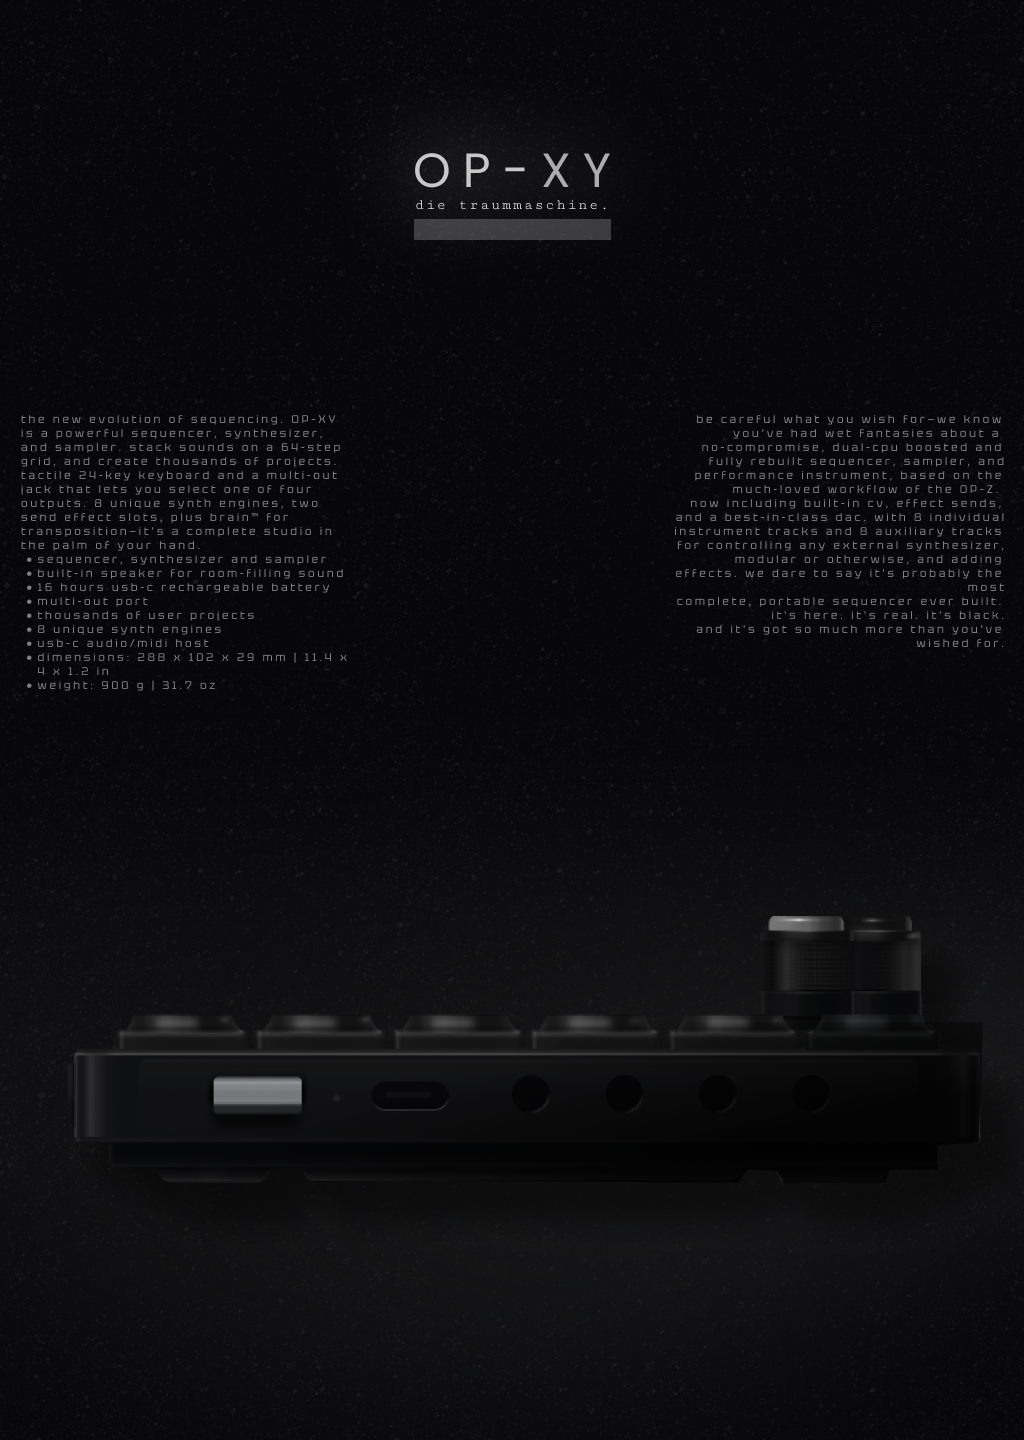 OP-XY
die traummaschine.
the new evolution of sequencing. OP-XY
is a powerful sequencer, synthesizer,
and sampler. stack sounds on a 64-step
grid, and create thousands of projects.
tactile 24-key keyboard and a multi-out
jack that lets you select one of four
outputs. 8 unique synth engines, two
send effect slots, plus brain™ for
transposition—it's a complete studio in
the palm of your hand.
• sequencer, synthesizer and sampler
• built-in speaker for room-filling sound
• 16 hours usb-c rechargeable battery
• multi-out port
• thousands of user projects
• 8 unique synth engines
• usb-c audio/midi host
• dimensions: 288 x 102 x 29 mm | 11.4 x
4 x 1.2 in
• weight: 900 g | 31.7 oz
be careful what you wish for—we know
you've had wet fantasies about a
no-compromise, dual-cpu boosted and
fully rebuilt sequencer, sampler, and
performance instrument, based on the
much-loved workflow of the OP-Z.
now including built-in cv, effect sends,
and a best-in-class dac. with 8 individual
instrument tracks and 8 auxiliary tracks
for controlling any external synthesizer,
modular or otherwise, and adding
effects. we dare to say it's probably the
most
complete, portable sequencer ever built.
it's here. it's real. it's black.
and it's got so much more than you've
wished for.